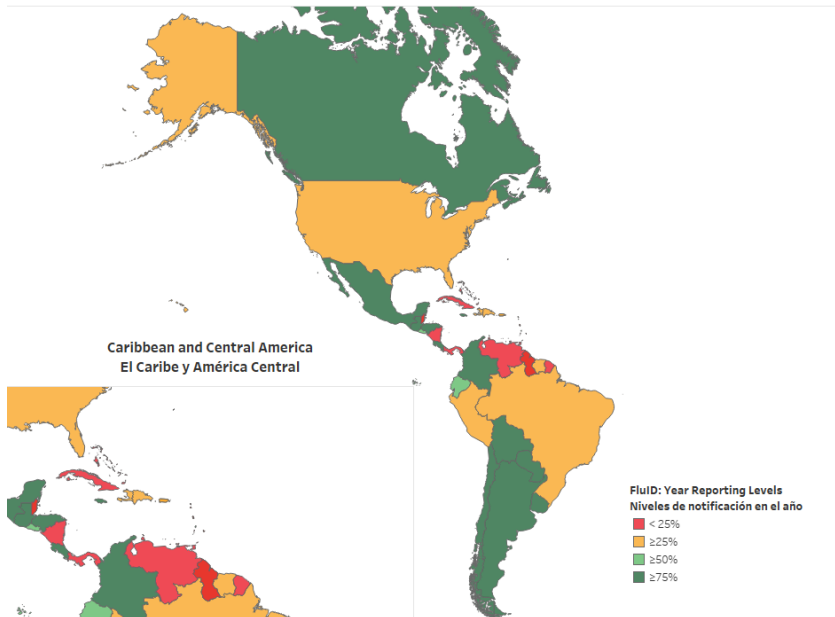 Caribbean and Central America
El Caribe y América Central
FluID: Year Reporting Levels
Niveles de notificación en el año
< 25%
≥25%
≥50%
≥75%